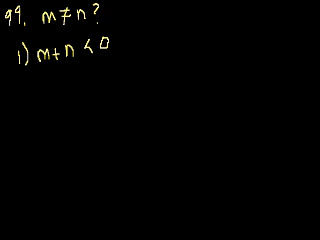 99. m ≠ n?
1) m+n < 0